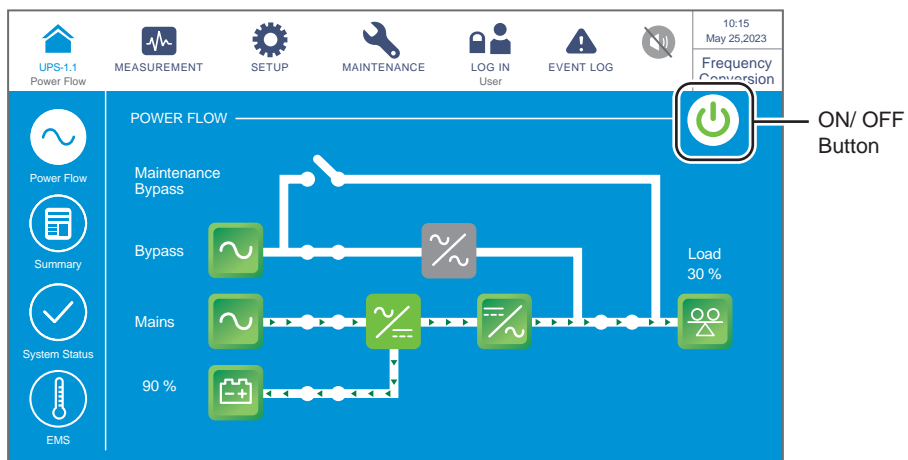 UPS-1.1
Power Flow
MEASUREMENT
SETUP
MAINTENANCE
LOG IN
User
EVENT LOG
10:15
May 25,2023
Frequency
Conversion
POWER FLOW
ON/ OFF
Button
Power Flow
Maintenance
Bypass
Summary
Bypass
Load
30 %
Mains
System Status
90 %
EMS